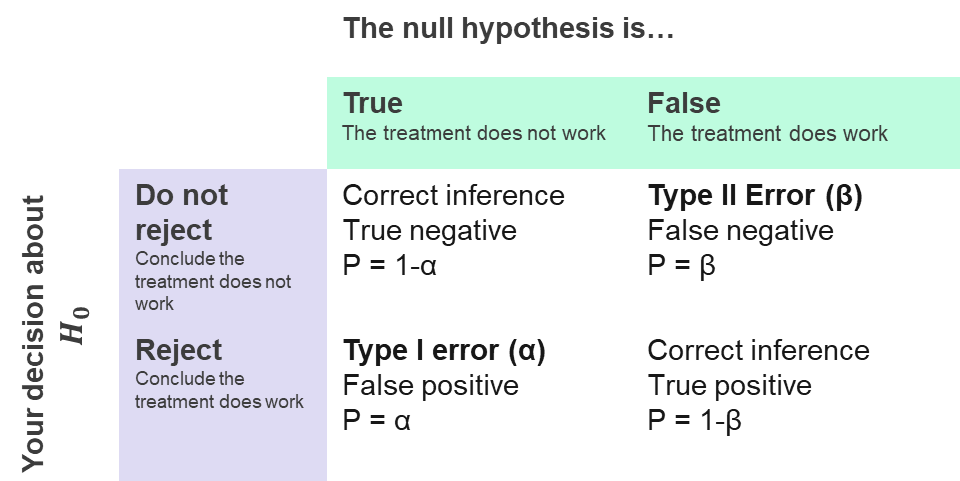 The null hypothesis is…
True
The treatment does not work
False
The treatment does work
Your decision about
H₀
Do not
reject
Conclude the
treatment does not
work
Correct inference
True negative
P = 1-α
Type II Error (β)
False negative
P = β
Reject
Conclude the
treatment does work
Type I error (α)
False positive
P = α
Correct inference
True positive
P = 1-β